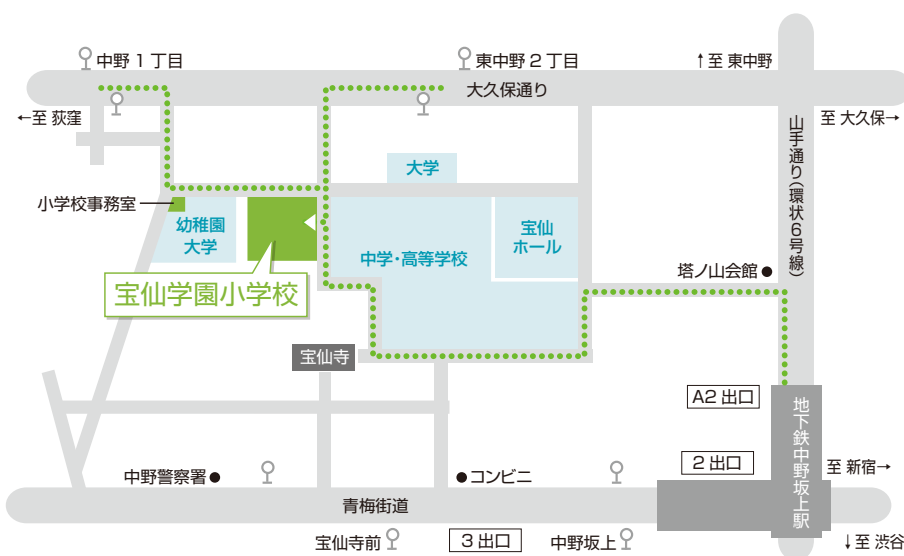 中野 1 丁目
東中野 2 丁目
↑至 東中野
大久保通り
←至 荻窪
至 大久保→
山手通り(環状6号線)
大学
小学校事務室
幼稚園
大学
宝仙
ホール
中学・高等学校
塔ノ山会館●
宝仙学園小学校
宝仙寺
A2 出口
地下鉄中野坂上駅
2 出口
至 新宿→
中野警察署●
●コンビニ
青梅街道
宝仙寺前
3 出口
中野坂上
↓至 渋谷